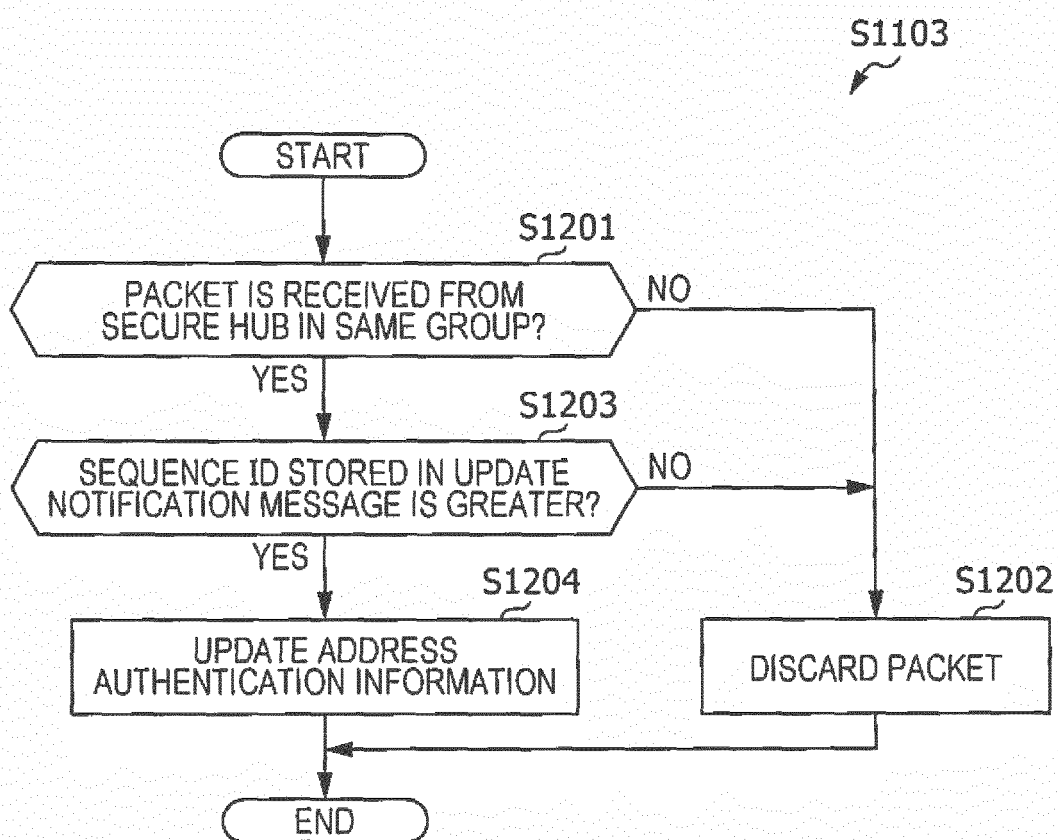 S1103
START
S1201
PACKET IS RECEIVED FROM
SECURE HUB IN SAME GROUP?
NO
YES
S1203
SEQUENCE ID STORED IN UPDATE
NOTIFICATION MESSAGE IS GREATER?
NO
YES
S1204
UPDATE ADDRESS
AUTHENTICATION INFORMATION
S1202
DISCARD PACKET
END